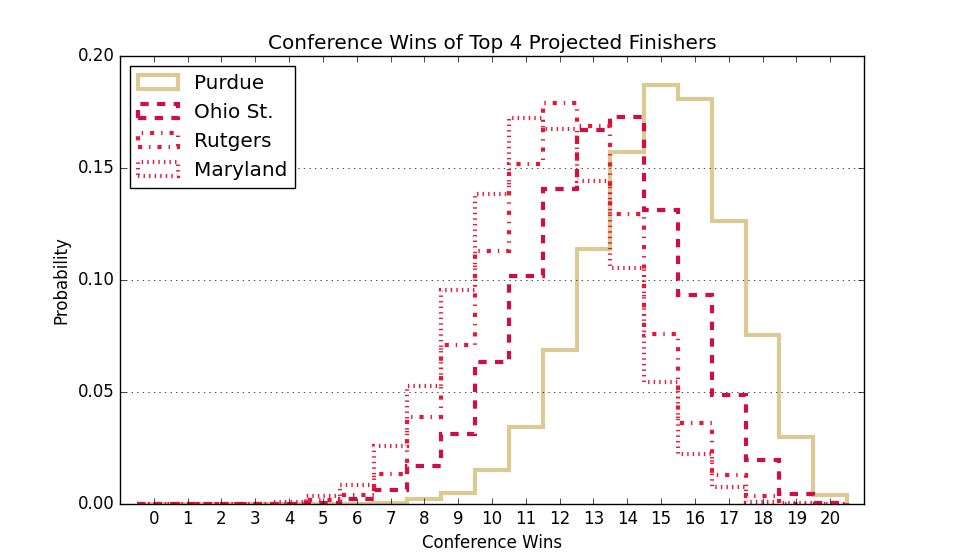 Conference Wins of Top 4 Projected Finishers
Purdue
Ohio St.
Rutgers
Maryland
0.20
0.15
0.10
0.05
0.00
Probability
0 1 2 3 4 5 6 7 8 9 10 11 12 13 14 15 16 17 18 19 20
Conference Wins